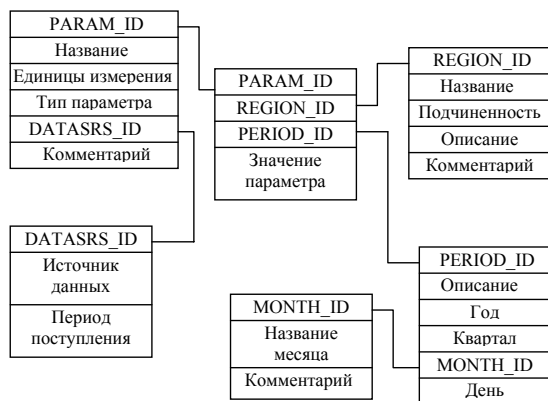 PARAM_ID
Название
Единицы измерения
Тип параметра
DATASRS_ID
Комментарий
PARAM_ID
REGION_ID
PERIOD_ID
Значение
параметра
REGION_ID
Название
Подчиненность
Описание
Комментарий
DATASRS_ID
Источник
данных
Период
поступления
MONTH_ID
Название
месяца
Комментарий
PERIOD_ID
Описание
Год
Квартал
MONTH_ID
День